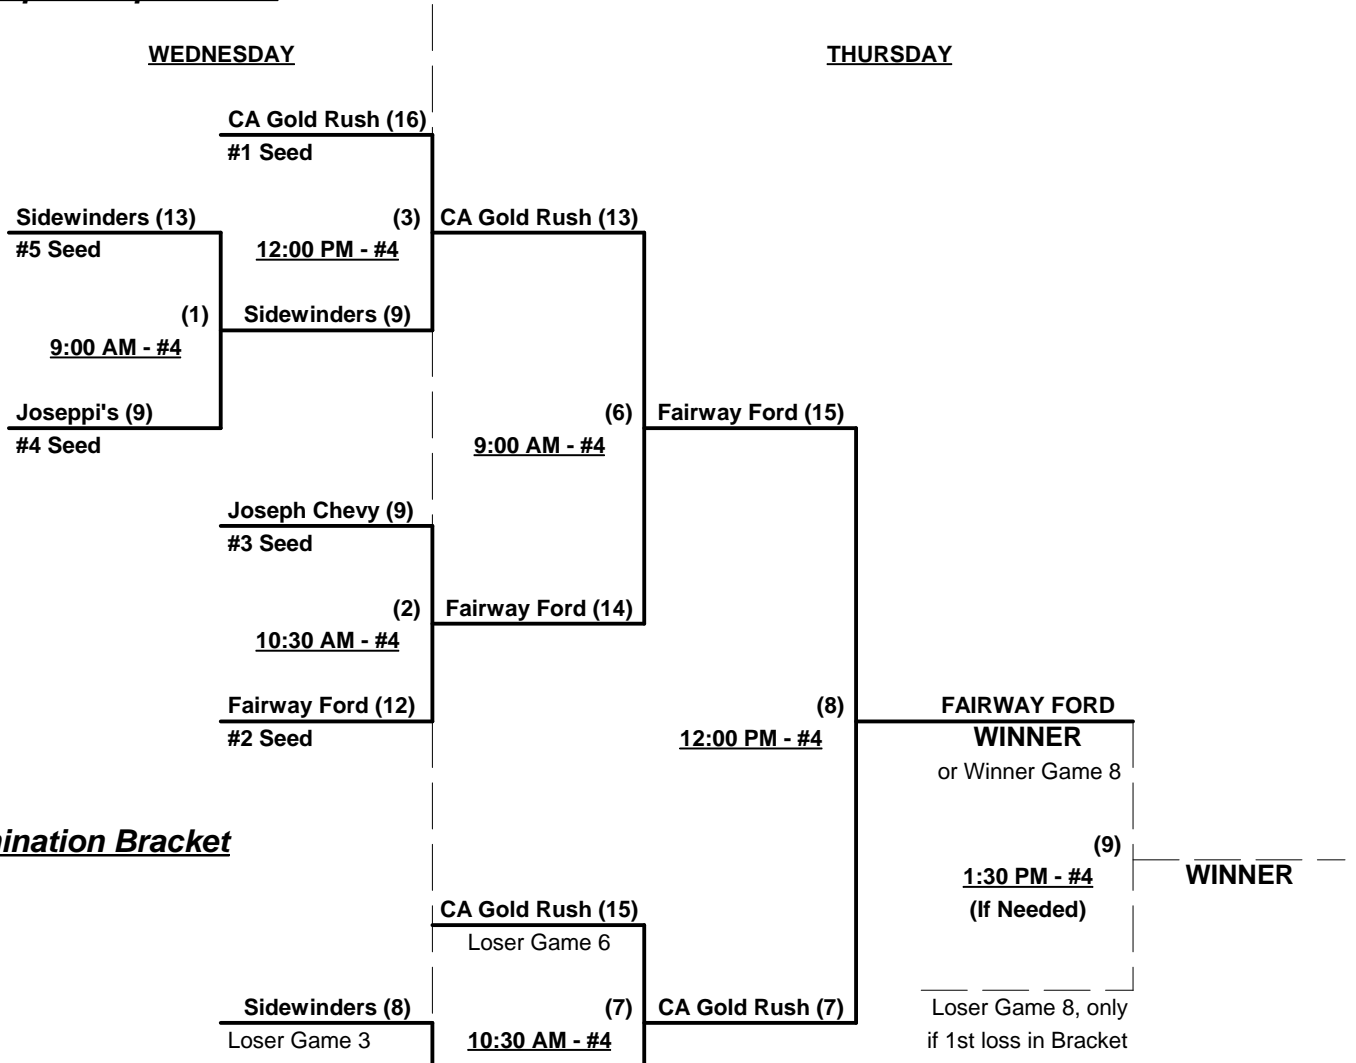 WEDNESDAY
THURSDAY
CA Gold Rush (16)
#1 Seed
Sidewinders (13)
(3)
CA Gold Rush (13)
#5 Seed
12:00 PM - #4
(1)
Sidewinders (9)
9:00 AM - #4
Joseppi's (9)
(6)
Fairway Ford (15)
#4 Seed
9:00 AM - #4
Joseph Chevy (9)
#3 Seed
(2)
Fairway Ford (14)
10:30 AM - #4
Fairway Ford (12)
(8)
FAIRWAY FORD
#2 Seed
12:00 PM - #4
WINNER
or Winner Game 8
ination Bracket
(9)
1:30 PM - #4
WINNER
(If Needed)
CA Gold Rush (15)
Loser Game 6
Sidewinders (8)
(7)
CA Gold Rush (7)
Loser Game 8, only
Loser Game 3
10:30 AM - #4
if 1st loss in Bracket